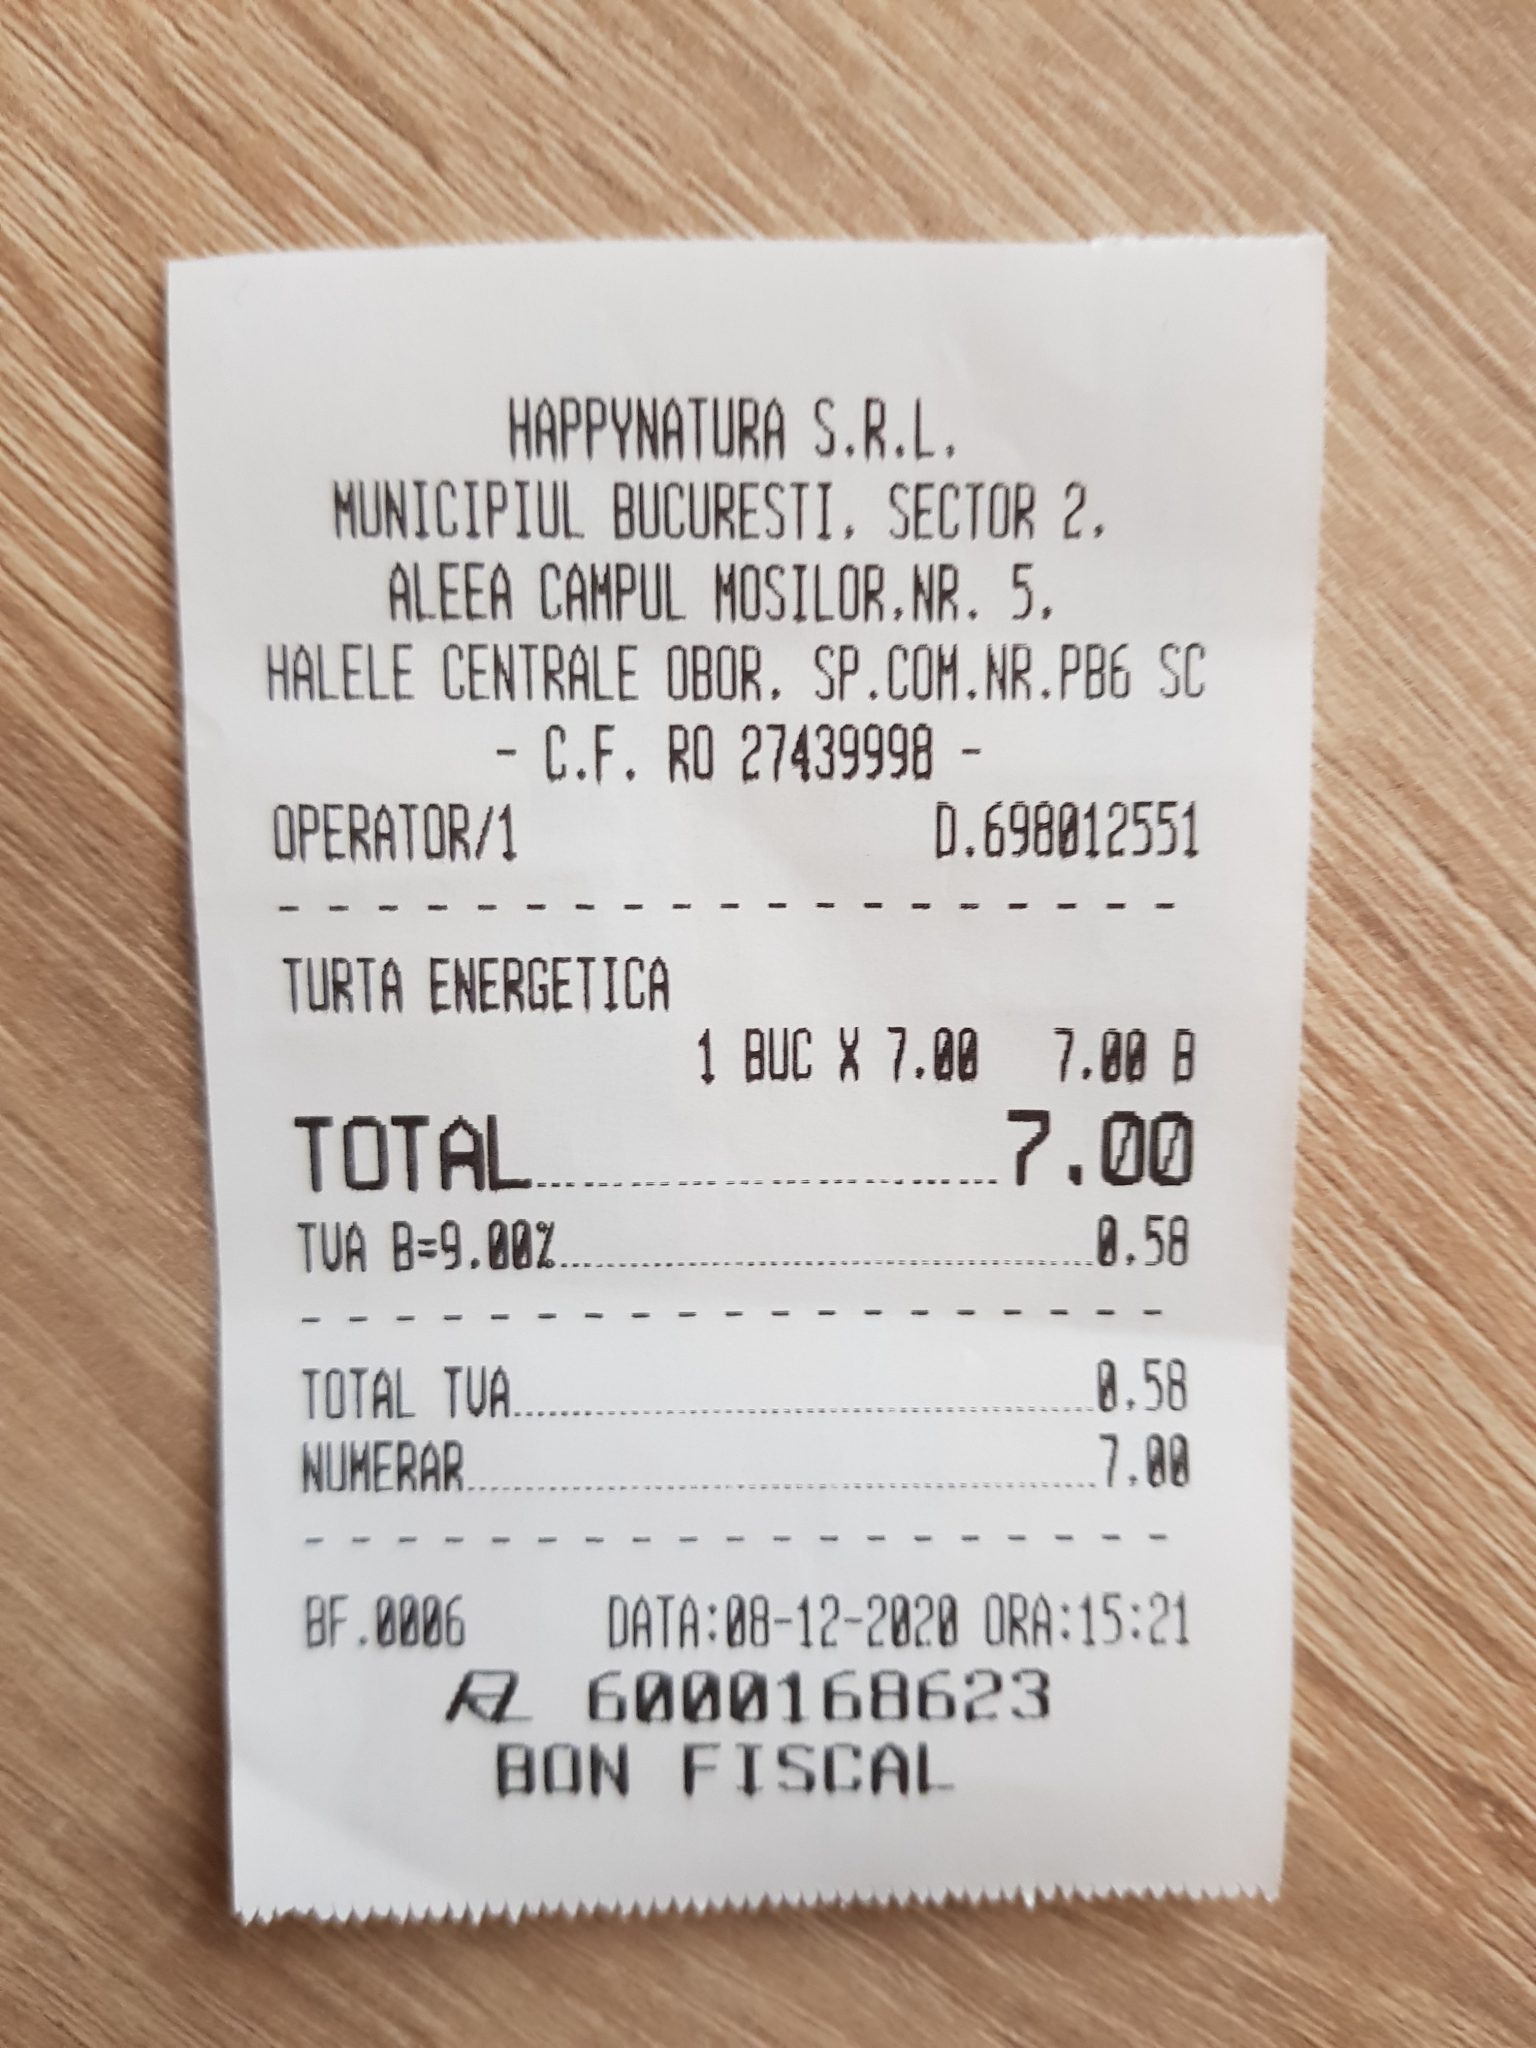 HAPPYNATURA S.R.L.
MUNICIPIUL BUCURESTI, SECTOR 2,
ALEEA CAMPUL MOSILOR,NR. 5,
HALELE CENTRALE OBOR, SP.COM.NR.PB6 SC
- C.F. RO 27439998 -
OPERATOR/1 D.698012551
- - - - - - - - - - - - - - - - - - -
TURTA ENERGETICA
1 BUC X 7.00 7.00 B
TOTAL...............................7.00
TVA B=9.00%...............................0.58
- - - - - - - - - - - - - - - - - - -
TOTAL TVA...............................0.58
NUMERAR...............................7.00
- - - - - - - - - - - - - - - - - - -
BF.0006 DATA:08-12-2020 ORA:15:21
6000168623
BON FISCAL